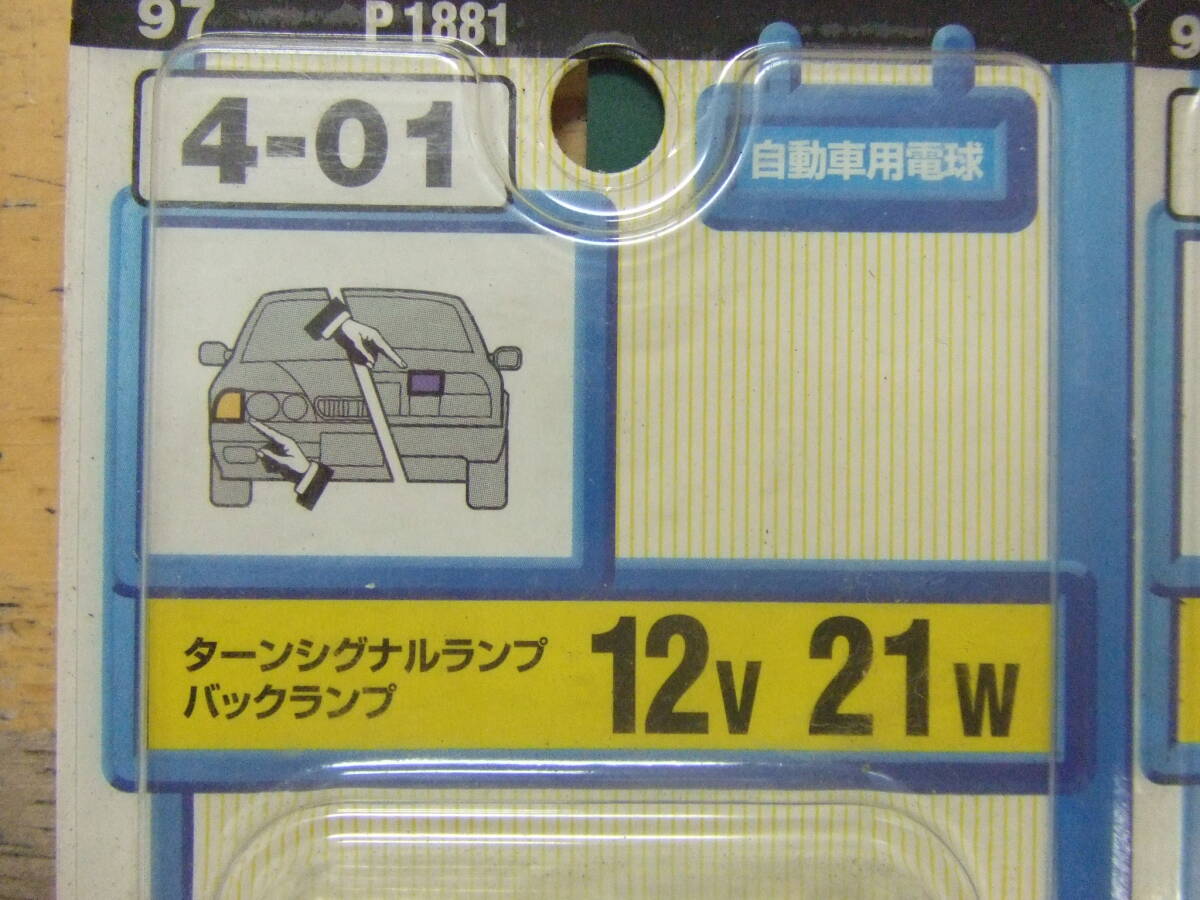 97 P1881
9
4-01
自動車用電球
ターンシグナルランプ
バックランプ
12V 21W